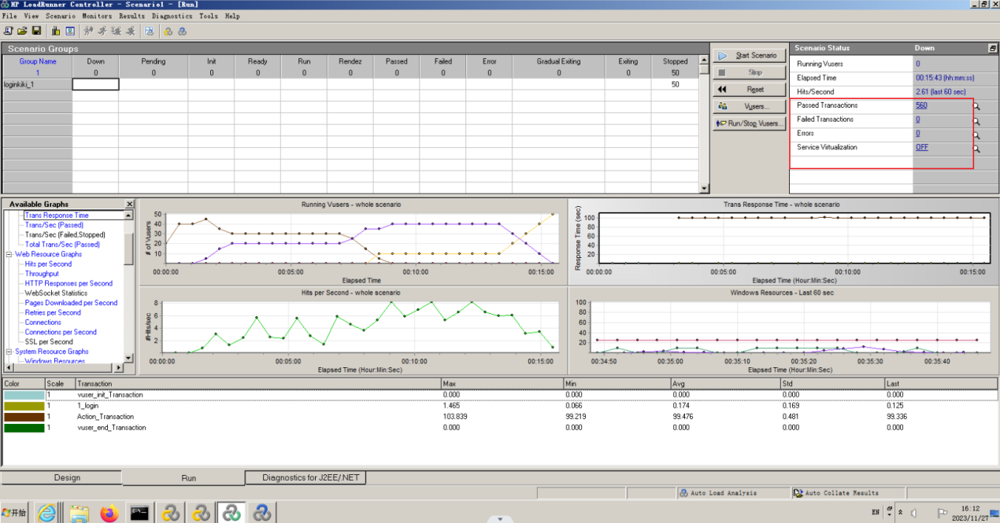 HP LoadRunner Controller - Scenario1 - [Run]
File View Scenario Monitors Results Diagnostics Tools Help
Scenario Groups
Group Name Down Pending Init Ready Run Rendez Passed Failed Error Gradual Exiting Exiting Stopped
1 0 0 0 0 0 0 0 0 0 0 0 50
loginkiki_1 50
Start Scenario
Stop
Reset
Vusers...
Run/Stop Vusers...
Scenario Status Down
Running Vusers 0
Elapsed Time 00:15:43 (hh:mm:ss)
Hits/Second 2.61 (last 60 sec)
Passed Transactions 560
Failed Transactions 0
Errors 0
Service Virtualization OFF
Available Graphs
Trans Response Time
Trans/Sec (Passed)
Trans/Sec (Failed,Stopped)
Total Trans/Sec (Passed)
Web Resource Graphs
Hits per Second
Throughput
HTTP Responses per Second
WebSocket Statistics
Pages Downloaded per Second
Retries per Second
Connections
Connections per Second
SSL per Second
System Resource Graphs
Windows Resources
Running Vusers - whole scenario
# of Vusers
50
40
30
20
10
00:00:00 00:05:00 00:10:00 00:15:00
Elapsed Time
Trans Response Time - whole scenario
Response Time (sec)
100
80
60
40
20
00:00:00 00:05:00 00:10:00 00:15:00
Elapsed Time (Hour:Min:Sec)
Hits per Second - whole scenario
#Hits/sec
8
6
4
2
00:00:00 00:05:00 00:10:00 00:15:00
Elapsed Time (Hour:Min:Sec)
Windows Resources - Last 60 sec
100
80
60
40
20
00:34:50 00:35:00 00:35:10 00:35:20 00:35:30 00:35:40
Elapsed Time (Hour:Min:Sec)
Color Scale Transaction Max Min Avg Std Last
1 vuser_init_Transaction 0.000 0.000 0.000 0.000 0.000
1 1_login 1.465 0.066 0.174 0.169 0.125
1 Action_Transaction 103.839 99.219 99.476 0.481 99.336
1 vuser_end_Transaction 0.000 0.000 0.000 0.000 0.000
Design Run Diagnostics for J2EE/.NET
Auto Load Analysis Auto Collate Results
开始 EN 16:12
2023/11/27